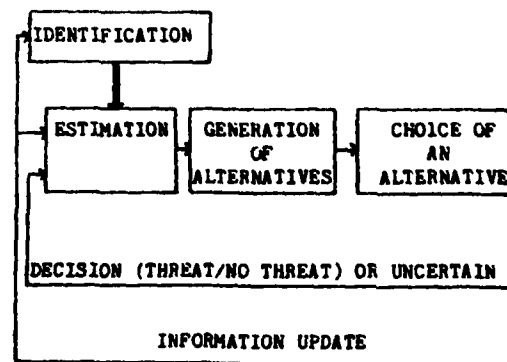 IDENTIFICATION
ESTIMATION
GENERATION
OF
ALTERNATIVES
CHOICE OF
AN
ALTERNATIVE
DECISION (THREAT/NO THREAT) OR UNCERTAIN
INFORMATION UPDATE